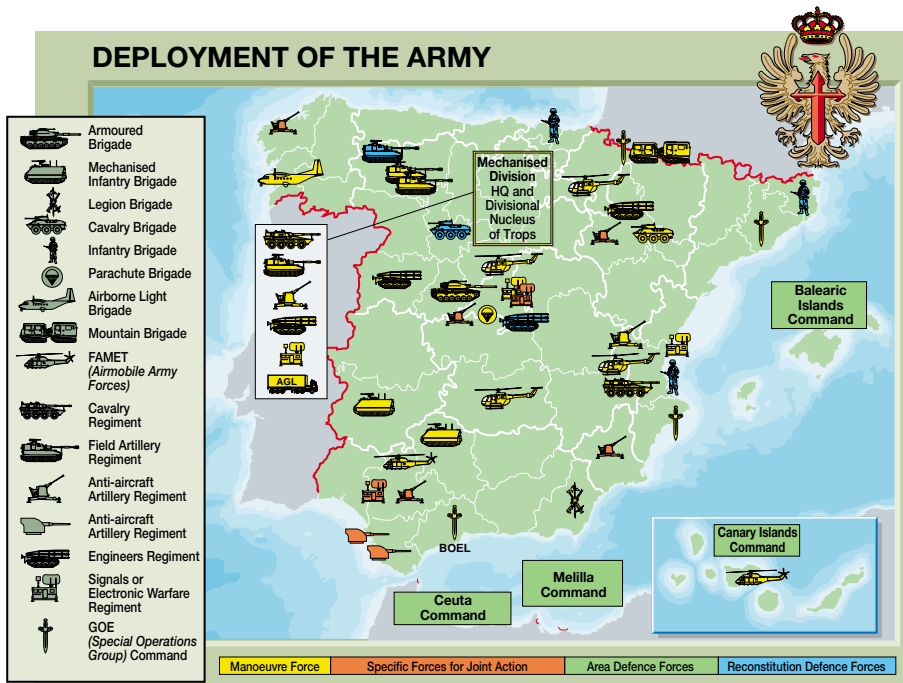 DEPLOYMENT OF THE ARMY
Armoured
Brigade
Mechanised
Infantry Brigade
Legion Brigade
Cavalry Brigade
Infantry Brigade
Parachute Brigade
Airborne Light
Brigade
Mountain Brigade
FAMET
(Airmobile Army
Forces)
Cavalry
Regiment
Field Artillery
Regiment
Anti-aircraft
Artillery Regiment
Anti-aircraft
Artillery Regiment
Engineers Regiment
Signals or
Electronic Warfare
Regiment
GOE
(Special Operations
Group) Command
Mechanised
Division
HQ and
Divisional
Nucleus
of Trops
AGL
BOEL
Balearic
Islands
Command
Canary Islands
Command
Melilla
Command
Ceuta
Command
Manoeuvre Force
Specific Forces for Joint Action
Area Defence Forces
Reconstitution Defence Forces